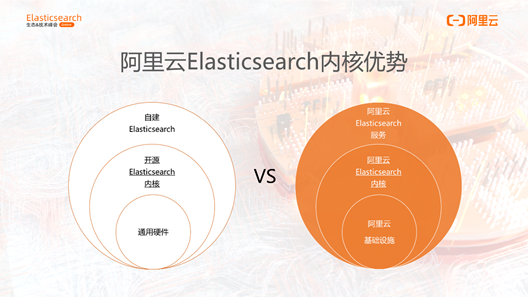 Elasticsearch
生态&技术峰会
阿里云
阿里云Elasticsearch内核优势
自建
Elasticsearch
开源
Elasticsearch
内核
通用硬件
VS
阿里云
Elasticsearch
服务
阿里云
Elasticsearch
内核
阿里云
基础设施